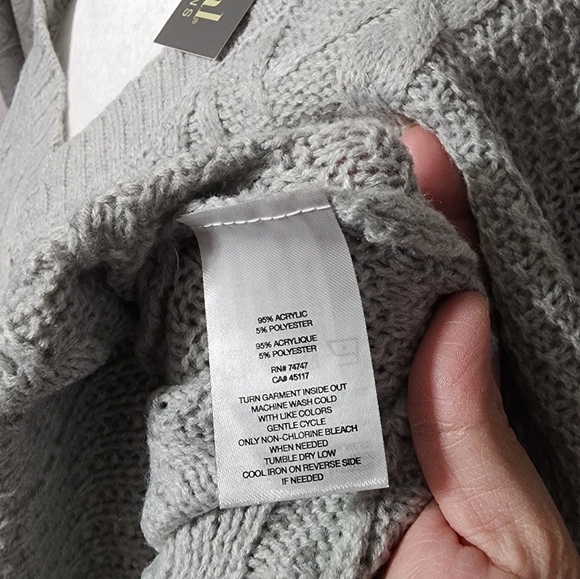 95% ACRYLIC
5% POLYESTER
95% ACRYLIQUE
5% POLYESTER
RN# 74747
CA# 45117
TURN GARMENT INSIDE OUT
MACHINE WASH COLD
WITH LIKE COLORS
GENTLE CYCLE
ONLY NON-CHLORINE BLEACH
WHEN NEEDED
TUMBLE DRY LOW
COOL IRON ON REVERSE SIDE
IF NEEDED